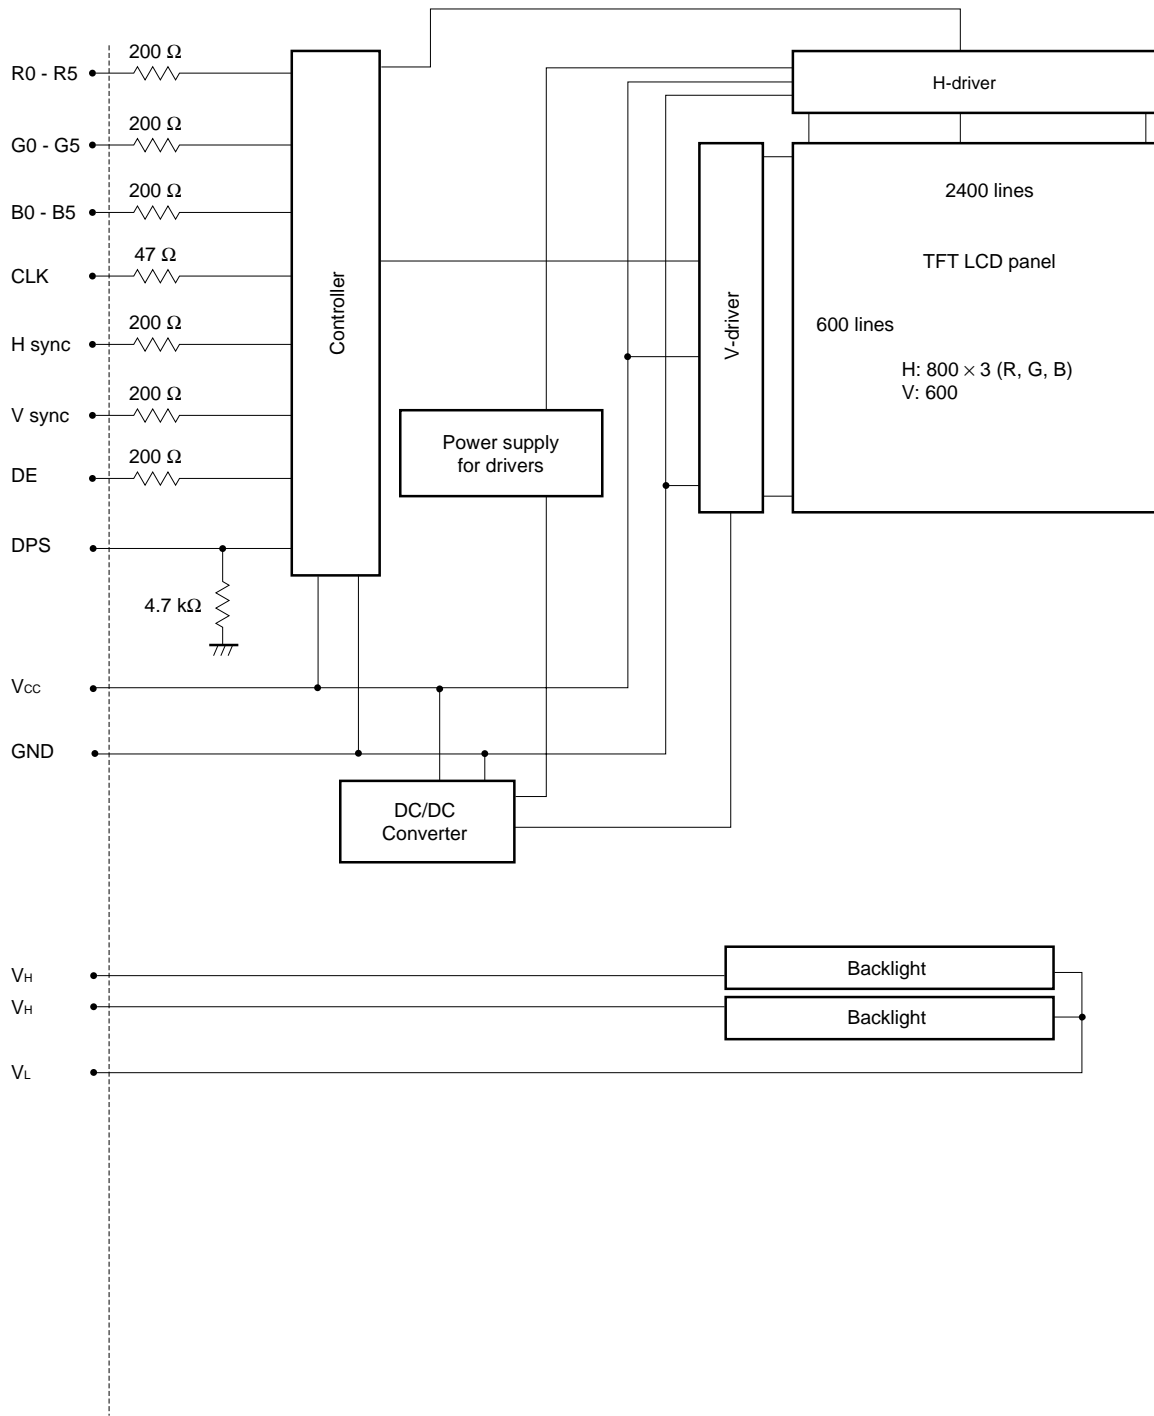 R0 - R5
200 Ω
G0 - G5
200 Ω
B0 - B5
200 Ω
CLK
47 Ω
H sync
200 Ω
V sync
200 Ω
DE
200 Ω
DPS
4.7 kΩ
VCC
GND
Controller
H-driver
V-driver
2400 lines
TFT LCD panel
600 lines
H: 800 × 3 (R, G, B)
V: 600
Power supply
for drivers
DC/DC
Converter
VH
Backlight
VH
Backlight
VL